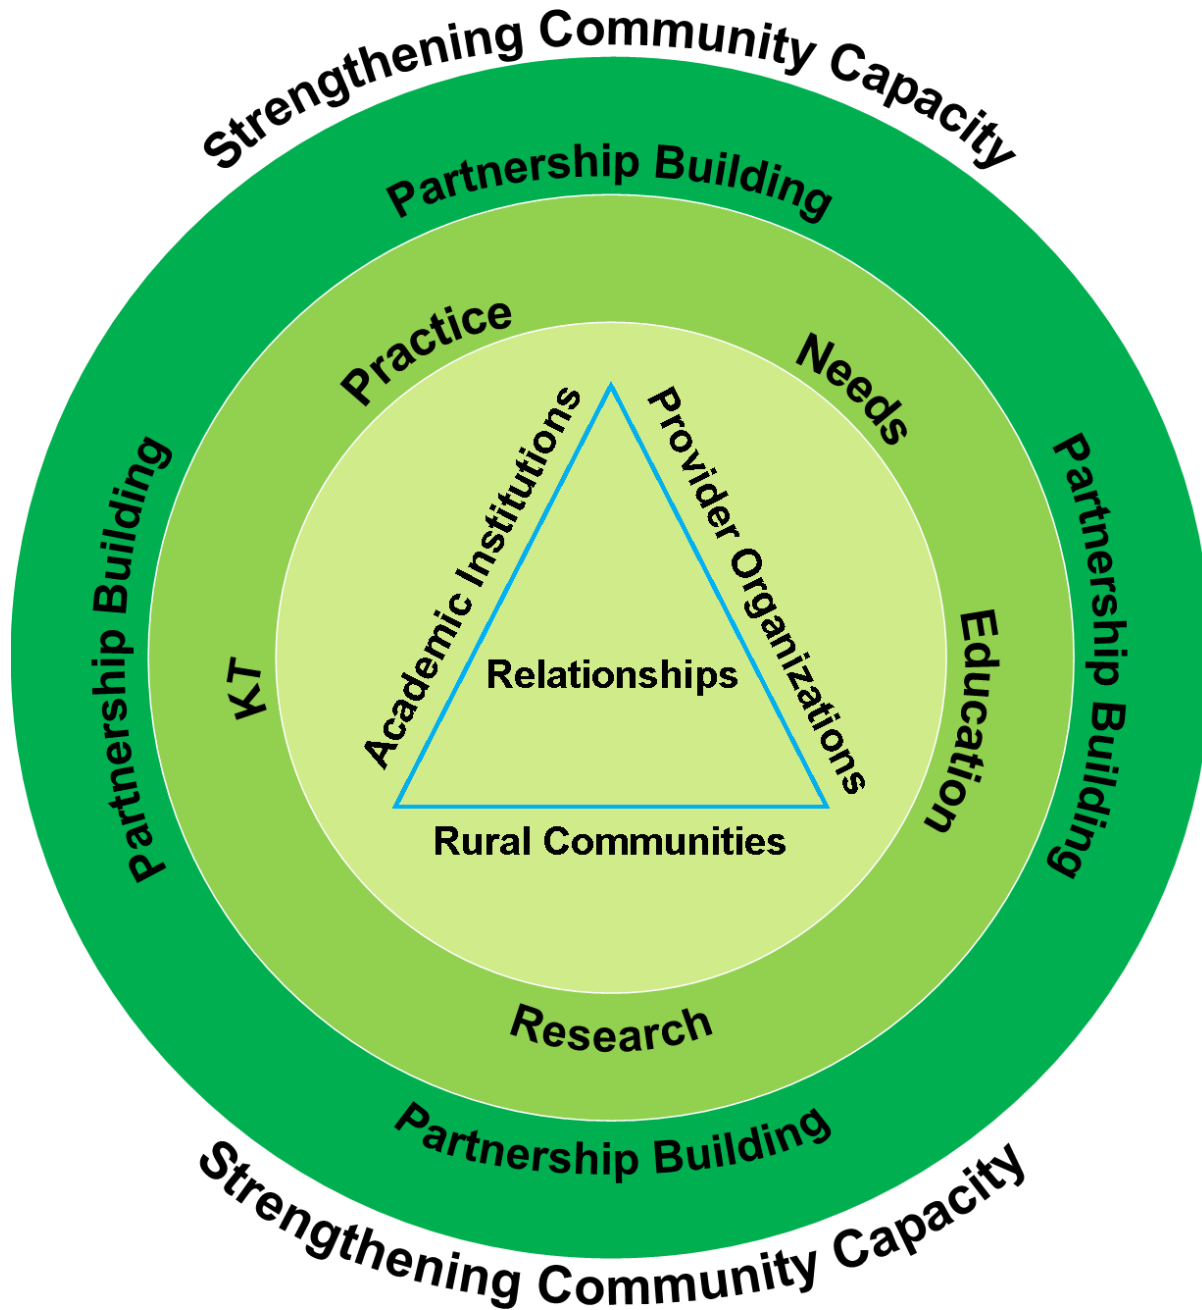 Strengthening Community Capacity
Partnership Building
Practice
Needs
Academic Institutions
Provider Organizations
Partnership Building
Partnership Building
KT
Education
Relationships
Rural Communities
Research
Partnership Building
Strengthening Community Capacity